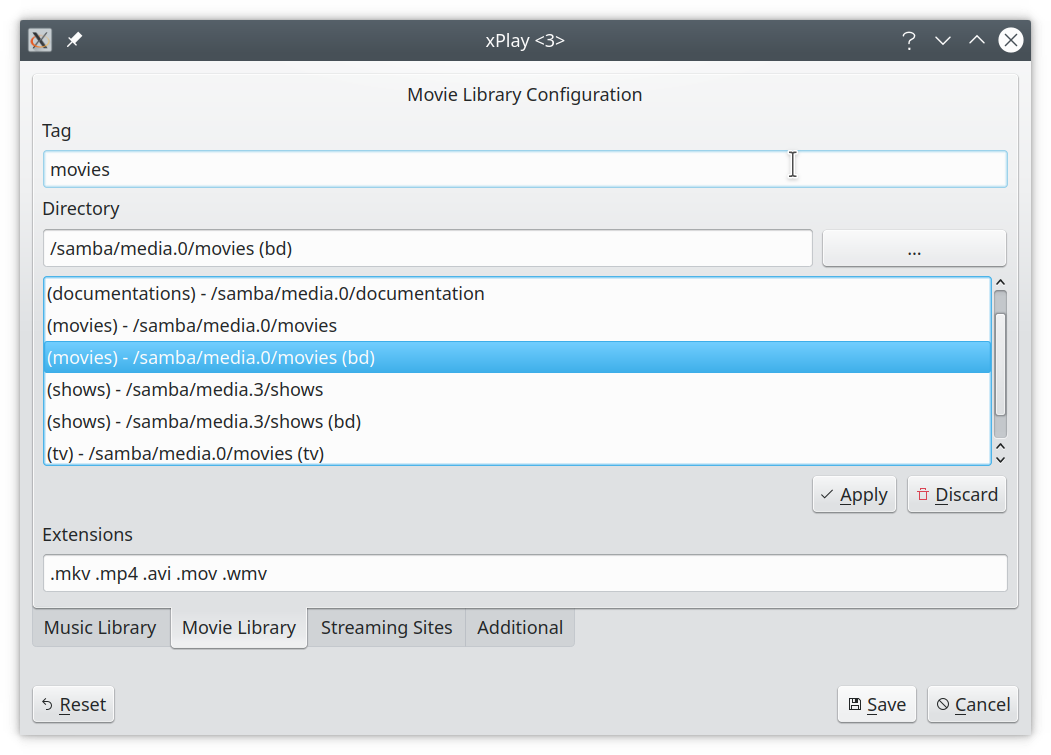 xPlay <3>
Movie Library Configuration
Tag
movies
Directory
/samba/media.0/movies (bd)
...
(documentations) - /samba/media.0/documentation
(movies) - /samba/media.0/movies
(movies) - /samba/media.0/movies (bd)
(shows) - /samba/media.3/shows
(shows) - /samba/media.3/shows (bd)
(tv) - /samba/media.0/movies (tv)
Apply Discard
Extensions
.mkv .mp4 .avi .mov .wmv
Music Library Movie Library Streaming Sites Additional
Reset Save Cancel